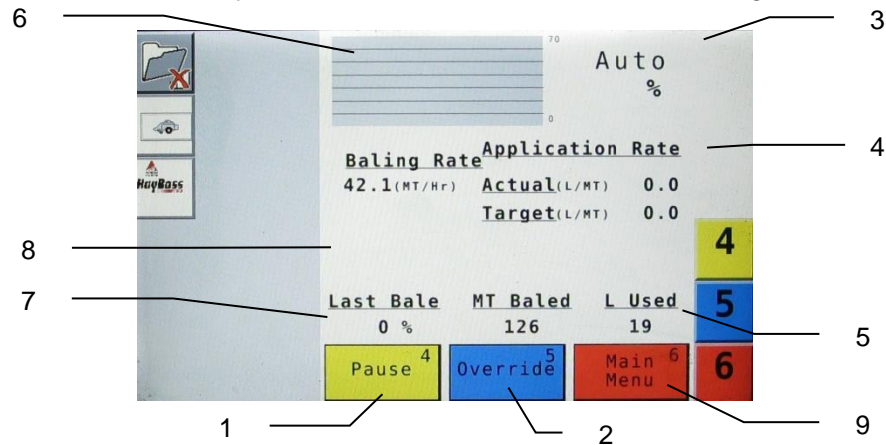 6
3
70
Auto
%
0
4
Application Rate
Baling Rate
42.1(MT/Hr)
Actual(L/MT) 0.0
Target(L/MT) 0.0
HayBoss
4
8
7
Last Bale
MT Baled
L Used
0 %
126
19
5
5
Pause 4
Override 5
Main Menu 6
6
1
2
9